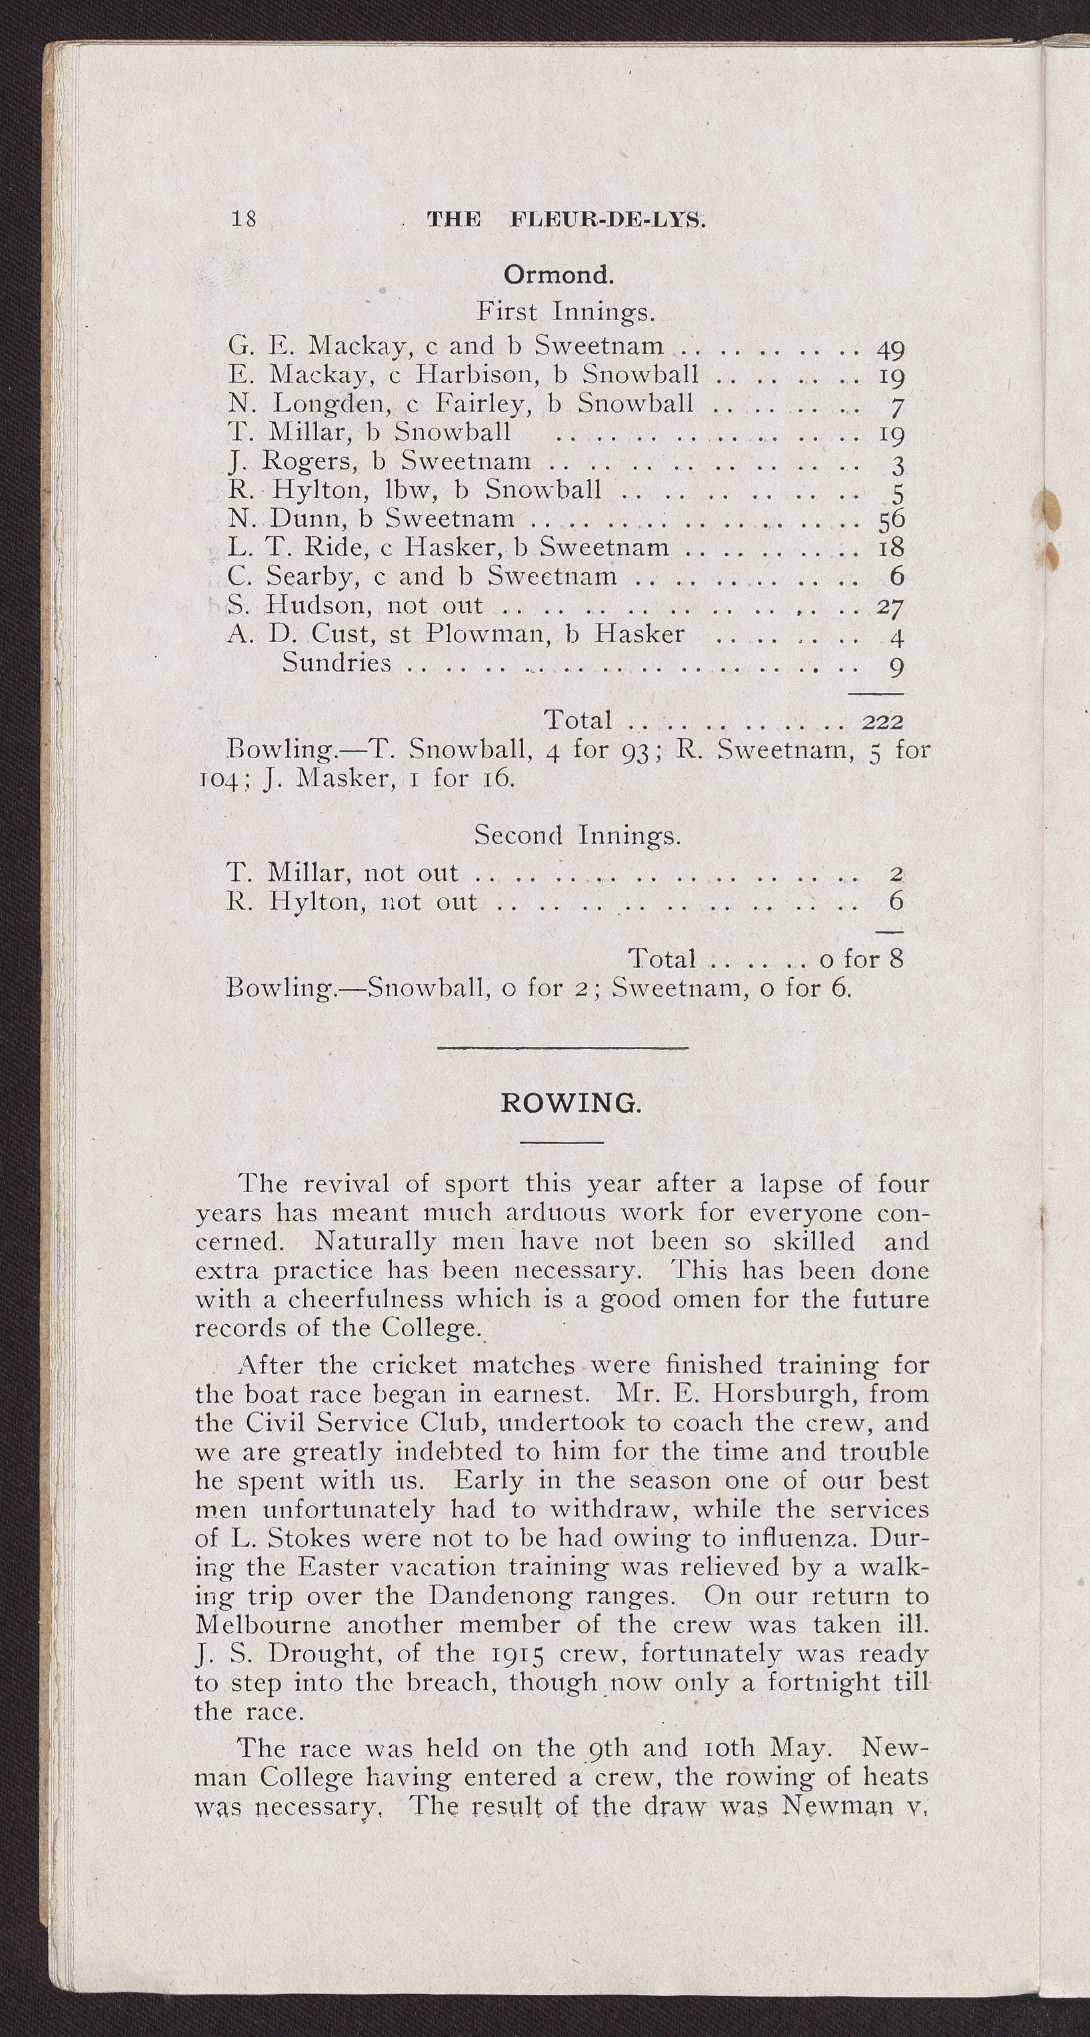 18 THE FLEUR-DE-LYS.
Ormond.
First Innings.
G. E. Mackay, c and b Sweetnam .. .. .. .. .. 49
E. Mackay, c Harbison, b Snowball .. .. .. .. 19
N. Longden, c Fairley, b Snowball .. .. .. .. 7
T. Millar, b Snowball .. .. .. .. .. .. .. .. 19
J. Rogers, b Sweetnam .. .. .. .. .. .. .. .. 3
R. Hylton, lbw, b Snowball .. .. .. .. .. .. 5
N. Dunn, b Sweetnam .. .. .. .. .. .. .. .. .. 56
L. T. Ride, c Hasker, b Sweetnam .. .. .. .. .. 18
C. Searby, c and b Sweetnam .. .. .. .. .. .. 6
S. Hudson, not out .. .. .. .. .. .. .. .. .. 27
A. D. Cust, st Plowman, b Hasker .. .. .. .. 4
Sundries .. .. .. .. .. .. .. .. .. .. .. .. 9
Total .. .. .. .. .. .. 222
Bowling.—T. Snowball, 4 for 93; R. Sweetnam, 5 for
104; J. Masker, 1 for 16.
Second Innings.
T. Millar, not out .. .. .. .. .. .. .. .. .. .. 2
R. Hylton, not out .. .. .. .. .. .. .. .. .. 6
Total .. .. .. 0 for 8
Bowling.—Snowball, 0 for 2; Sweetnam, 0 for 6.
ROWING.
The revival of sport this year after a lapse of four
years has meant much arduous work for everyone con-
cerned. Naturally men have not been so skilled and
extra practice has been necessary. This has been done
with a cheerfulness which is a good omen for the future
records of the College.
After the cricket matches were finished training for
the boat race began in earnest. Mr. E. Horsburgh, from
the Civil Service Club, undertook to coach the crew, and
we are greatly indebted to him for the time and trouble
he spent with us. Early in the season one of our best
men unfortunately had to withdraw, while the services
of L. Stokes were not to be had owing to influenza. Dur-
ing the Easter vacation training was relieved by a walk-
ing trip over the Dandenong ranges. On our return to
Melbourne another member of the crew was taken ill.
J. S. Drought, of the 1915 crew, fortunately was ready
to step into the breach, though now only a fortnight till
the race.
The race was held on the 9th and 10th May. New-
man College having entered a crew, the rowing of heats
was necessary. The result of the draw was Newman v.